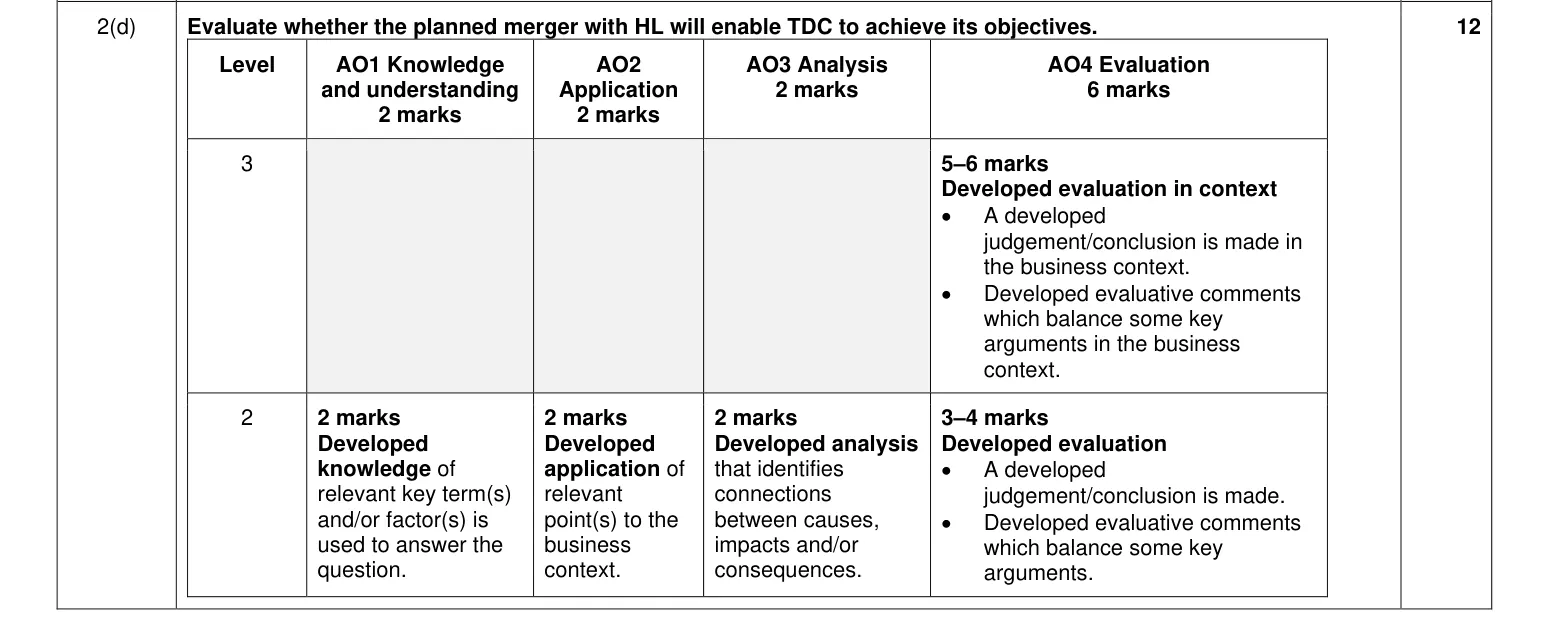 2(d)
Evaluate whether the planned merger with HL will enable TDC to achieve its objectives.
12
Level
AO1 Knowledge
and understanding
2 marks
AO2
Application
2 marks
AO3 Analysis
2 marks
AO4 Evaluation
6 marks
3
5–6 marks
Developed evaluation in context
• A developed
judgement/conclusion is made in
the business context.
• Developed evaluative comments
which balance some key
arguments in the business
context.
2
2 marks
Developed
knowledge of
relevant key term(s)
and/or factor(s) is
used to answer the
question.
2 marks
Developed
application of
relevant
point(s) to the
business
context.
2 marks
Developed analysis
that identifies
connections
between causes,
impacts and/or
consequences.
3–4 marks
Developed evaluation
• A developed
judgement/conclusion is made.
• Developed evaluative comments
which balance some key
arguments.